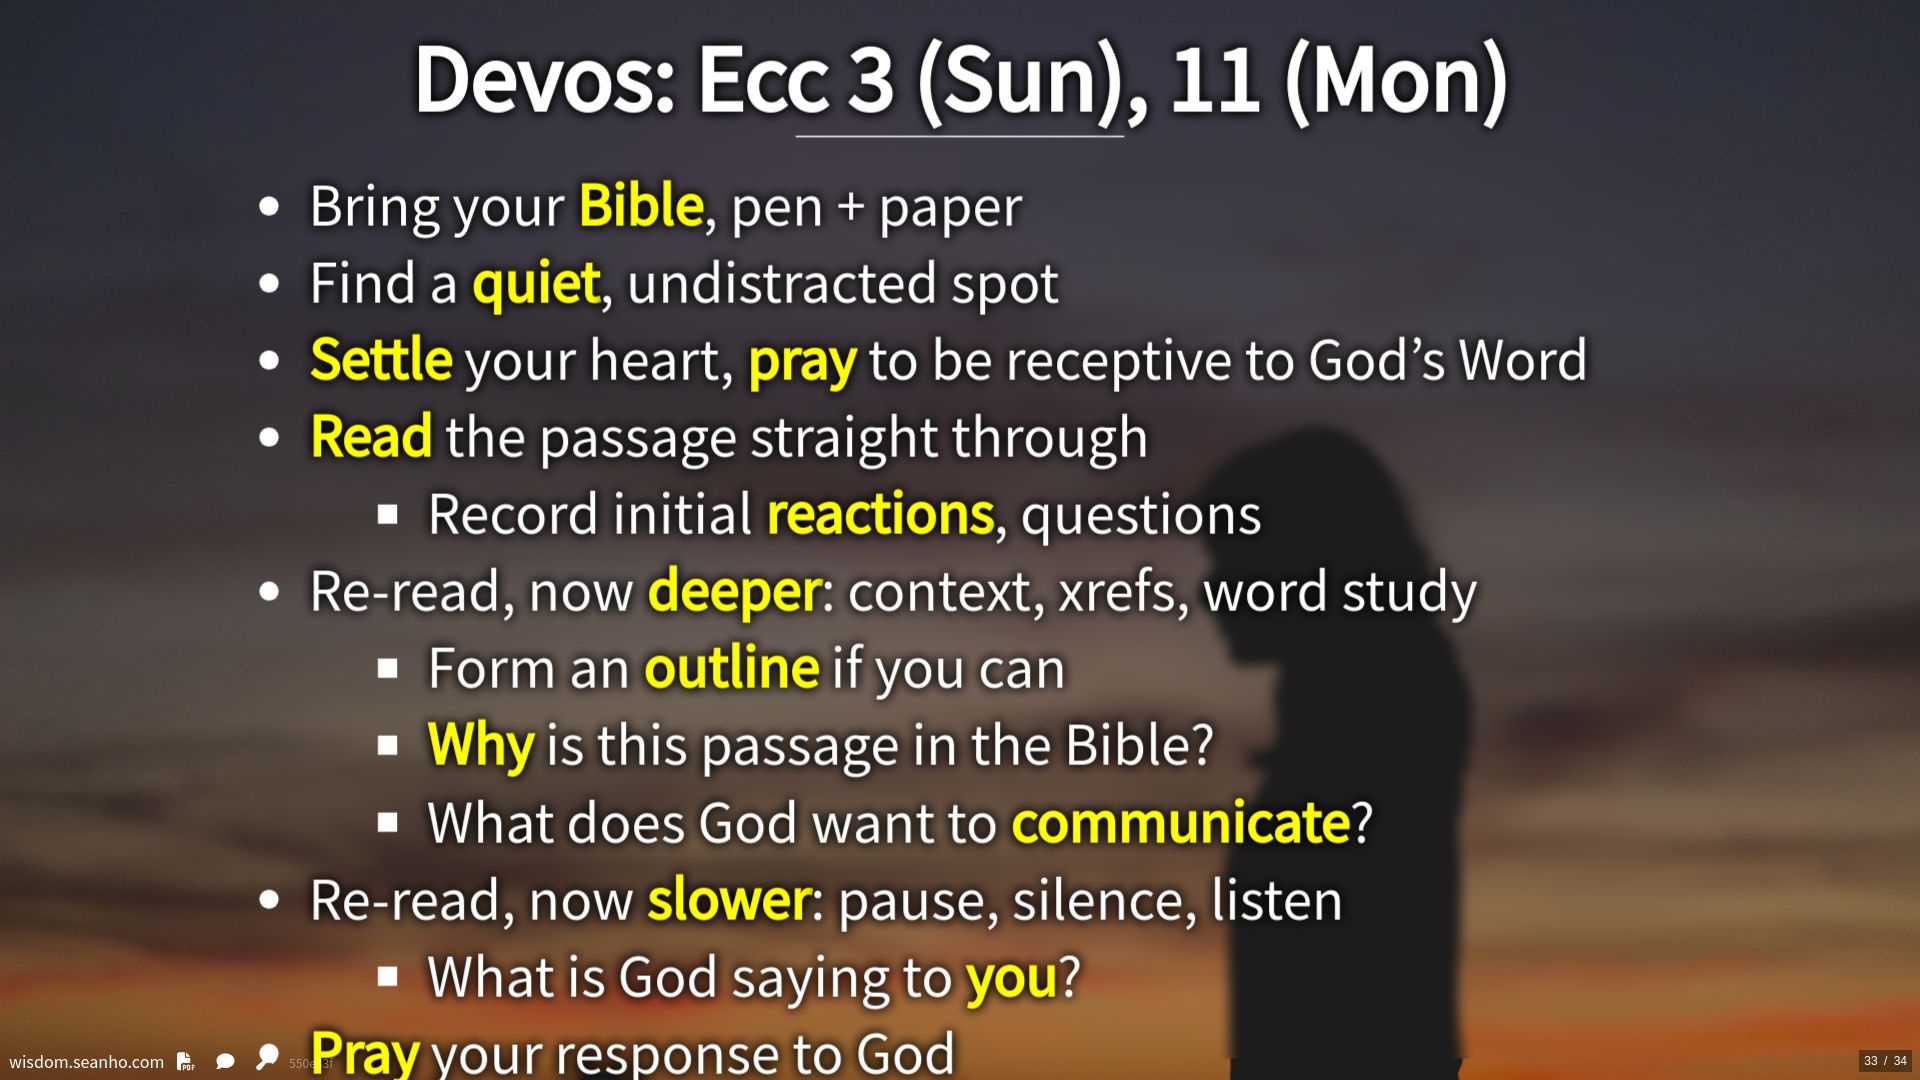 Devos: Ecc 3 (Sun), 11 (Mon)
Bring your Bible, pen + paper
Find a quiet, undistracted spot
Settle your heart, pray to be receptive to God’s Word
Read the passage straight through
Record initial reactions, questions
Re-read, now deeper: context, xrefs, word study
Form an outline if you can
Why is this passage in the Bible?
What does God want to communicate?
Re-read, now slower: pause, silence, listen
What is God saying to you?
Pray your response to God
wisdom.seanho.com
33 / 34